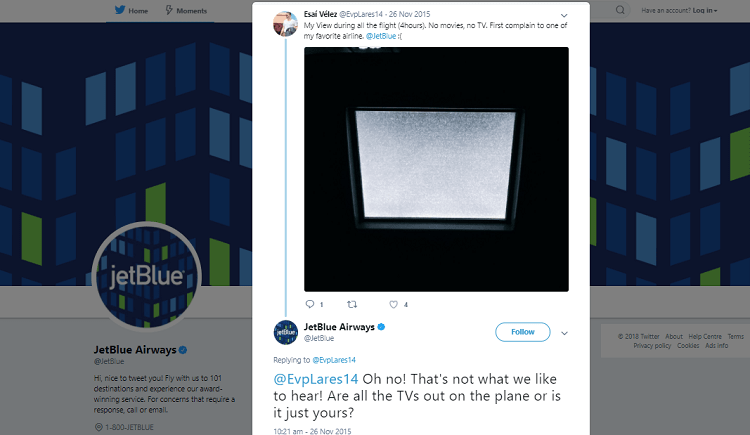 Home
Moments
Have an account? Log in
Esaí Vélez @EvpLares14 - 26 Nov 2015
My View during all the flight (4hours). No movies, no TV. First complain to one of
my favorite airline. @JetBlue :(
1
4
jetBlue
JetBlue Airways
@JetBlue
Follow
Replying to @EvpLares14
@EvpLares14 Oh no! That's not what we like
to hear! Are all the TVs out on the plane or is
it just yours?
10:21 am - 26 Nov 2015
jetBlue
JetBlue Airways
@JetBlue
Hi, nice to tweet you! Fly with us to 101
destinations and experience our award-
winning service. For concerns that require a
response, call or email.
1-800-JETBLUE
© 2018 Twitter About Help Centre Terms
Privacy policy Cookies Ads info